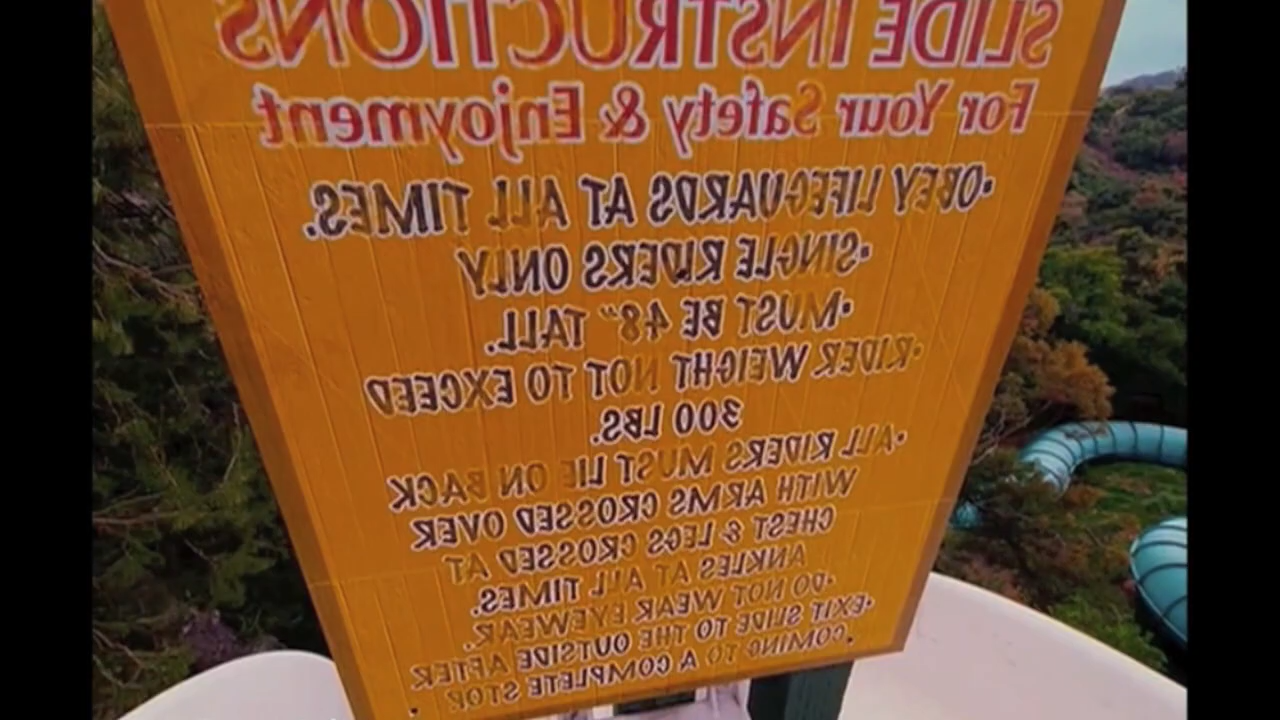 SLIDE INSTRUCTIONS
For Your Safety & Enjoyment
•OBEY LIFEGUARDS AT ALL TIMES.
•SINGLE RIDERS ONLY
•MUST BE 48" TALL.
•RIDER WEIGHT NOT TO EXCEED
300 LBS.
•ALL RIDERS MUST LIE ON BACK
WITH ARMS CROSSED OVER
CHEST & LEGS CROSSED AT
ANKLES AT ALL TIMES.
•DO NOT WEAR EYEWEAR.
•EXIT SLIDE TO THE OUTSIDE AFTER
COMING TO A COMPLETE STOP